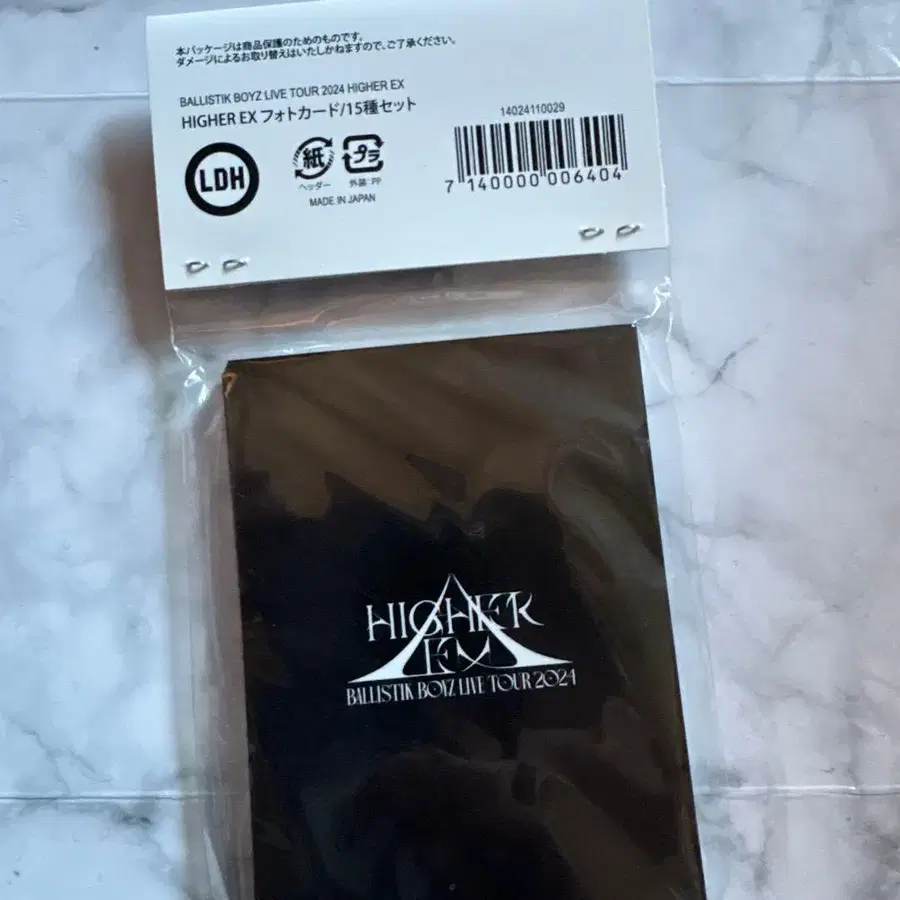 本パッケージは商品保護のためのものです。
ダメージによるお取り替えはいたしかねますので、ご了承ください。
BALLISTIK BOYZ LIVE TOUR 2024 HIGHER EX
HIGHER EX フォトカード/15種セット
LDH
紙
プラ
ヘッダー
外装:PP
MADE IN JAPAN
14024110029
7 140000 006404
HIGHER
EX
BALLISTIK BOYZ LIVE TOUR 2024